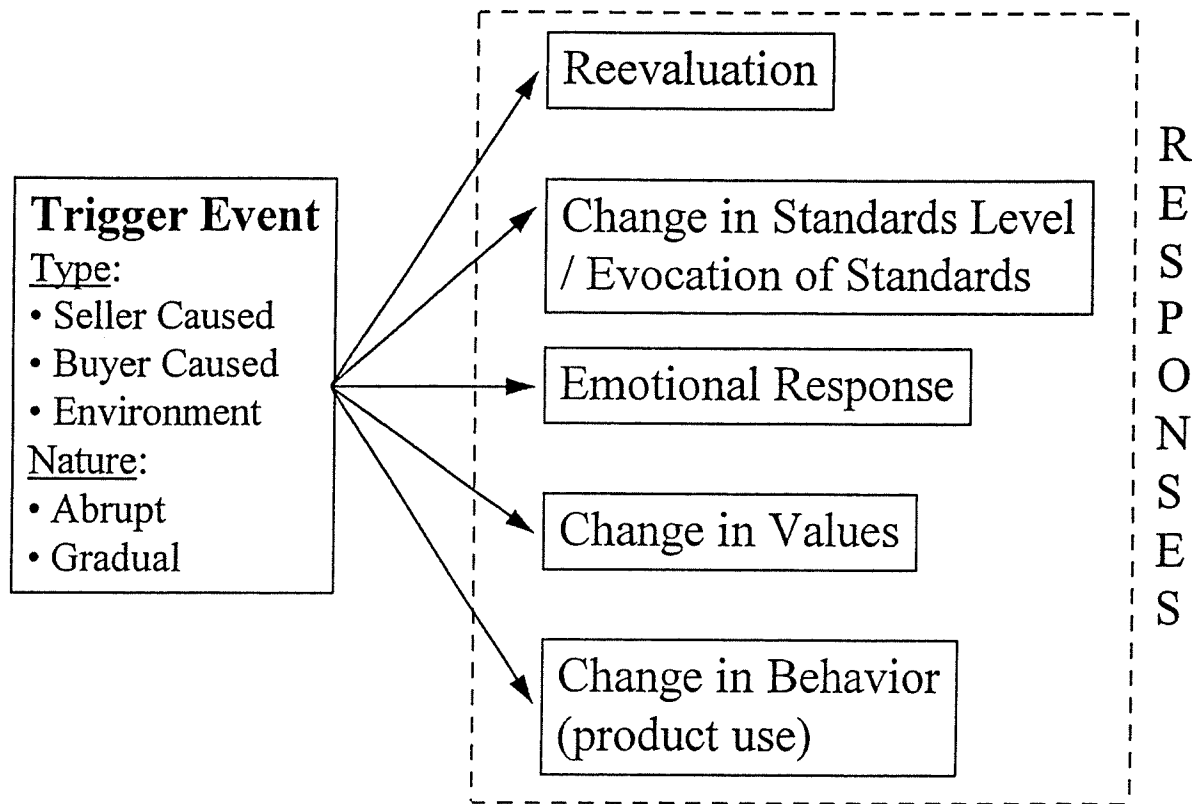 Trigger Event
Type:
• Seller Caused
• Buyer Caused
• Environment
Nature:
• Abrupt
• Gradual
Reevaluation
Change in Standards Level
/ Evocation of Standards
Emotional Response
Change in Values
Change in Behavior
(product use)
RESPONSES